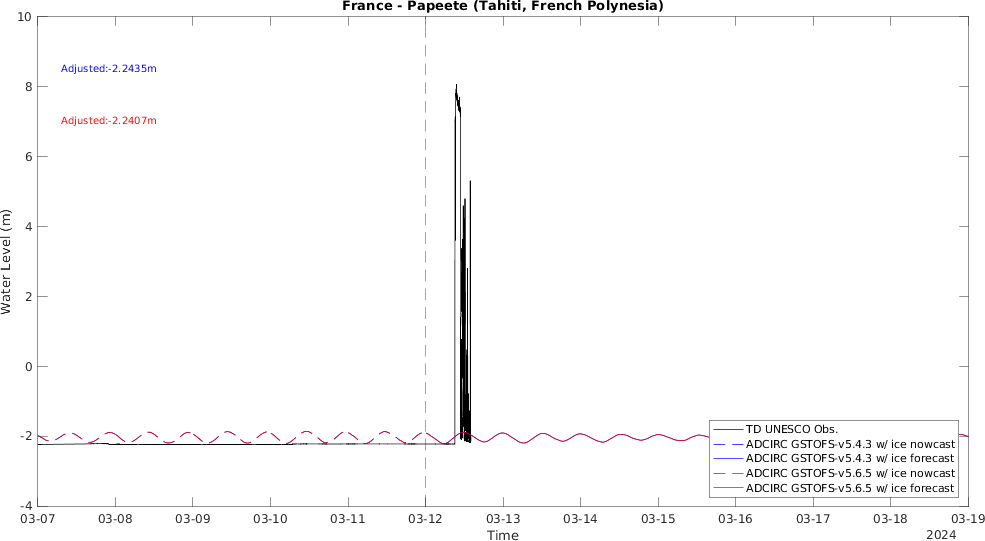 France - Papeete (Tahiti, French Polynesia)
10
8
6
4
2
0
-2
-4
Water Level (m)
Adjusted:-2.2435m
Adjusted:-2.2407m
TD UNESCO Obs.
ADCIRC GSTOFS-v5.4.3 w/ ice nowcast
ADCIRC GSTOFS-v5.4.3 w/ ice forecast
ADCIRC GSTOFS-v5.6.5 w/ ice nowcast
ADCIRC GSTOFS-v5.6.5 w/ ice forecast
03-07 03-08 03-09 03-10 03-11 03-12 03-13 03-14 03-15 03-16 03-17 03-18 03-19
Time
2024